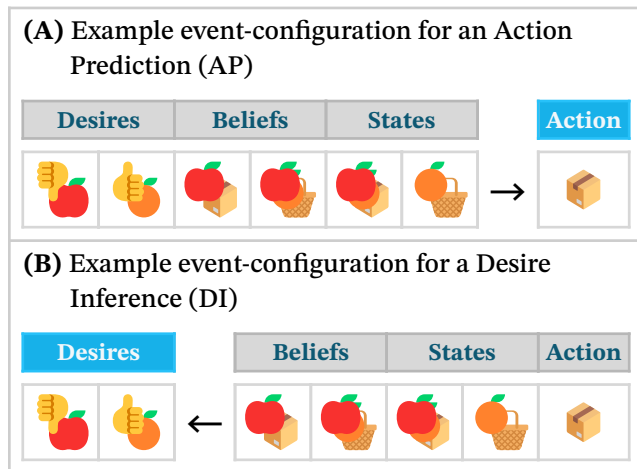 (A) Example event-configuration for an Action
Prediction (AP)
Desires Beliefs States Action
(B) Example event-configuration for a Desire
Inference (DI)
Desires Beliefs States Action